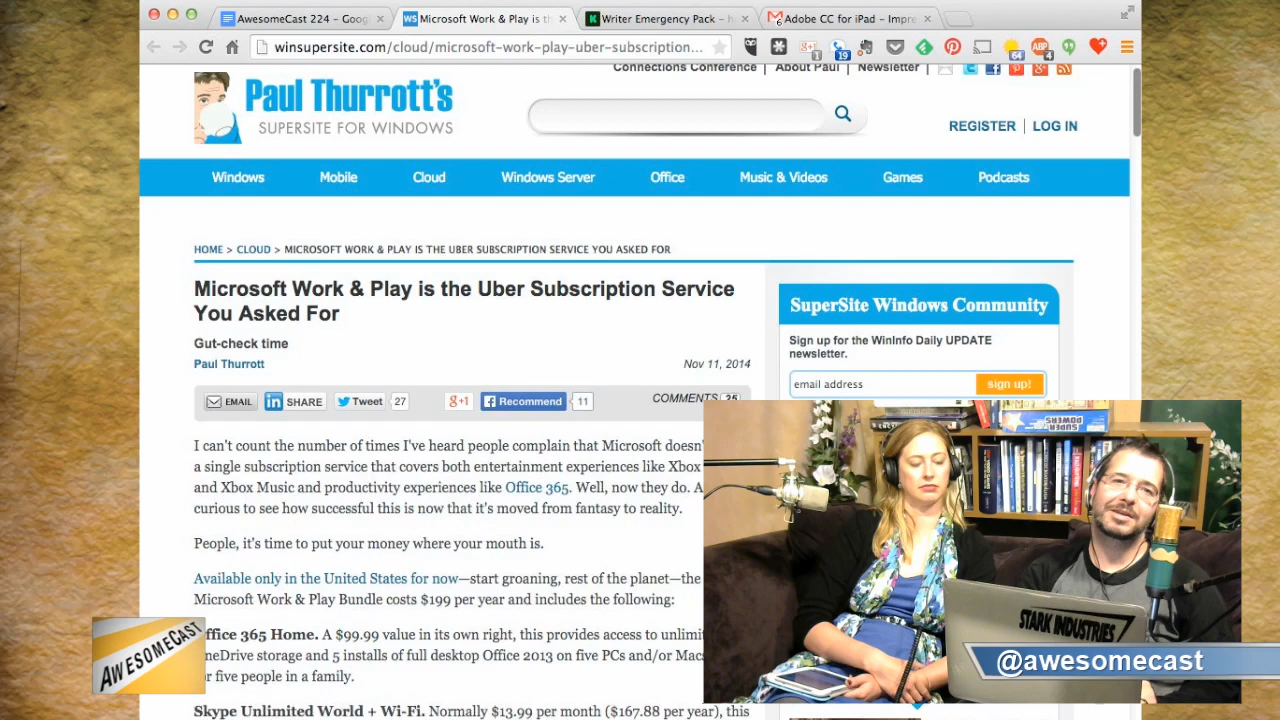 AwesomeCast 224 - Goog
Microsoft Work & Play is th
Writer Emergency Pack - h
Adobe CC for iPad - Impre
winsupersite.com/cloud/microsoft-work-play-uber-subscription...
1
19
64
ABP
4
Connections Conference | About Paul | Newsletter |
Paul Thurrott's
SUPERSITE FOR WINDOWS
REGISTER | LOG IN
Windows Mobile Cloud Windows Server Office Music & Videos Games Podcasts
HOME > CLOUD > MICROSOFT WORK & PLAY IS THE UBER SUBSCRIPTION SERVICE YOU ASKED FOR
Microsoft Work & Play is the Uber Subscription Service
You Asked For
Gut-check time
Paul Thurrott Nov 11, 2014
EMAIL in SHARE Tweet 27 g+1 Recommend 11 COMMENTS 25
I can't count the number of times I've heard people complain that Microsoft doesn'
a single subscription service that covers both entertainment experiences like Xbox
and Xbox Music and productivity experiences like Office 365. Well, now they do. A
curious to see how successful this is now that it's moved from fantasy to reality.
People, it's time to put your money where your mouth is.
Available only in the United States for now—start groaning, rest of the planet—the
Microsoft Work & Play Bundle costs $199 per year and includes the following:
ffice 365 Home. A $99.99 value in its own right, this provides access to unlimit
neDrive storage and 5 installs of full desktop Office 2013 on five PCs and/or Macs
or five people in a family.
Skype Unlimited World + Wi-Fi. Normally $13.99 per month ($167.88 per year), this
SuperSite Windows Community
Sign up for the WinInfo Daily UPDATE
newsletter.
email address sign up!
SUPER
POWERS
STARK INDUSTRIES
AWESOMECAST
@awesomecast